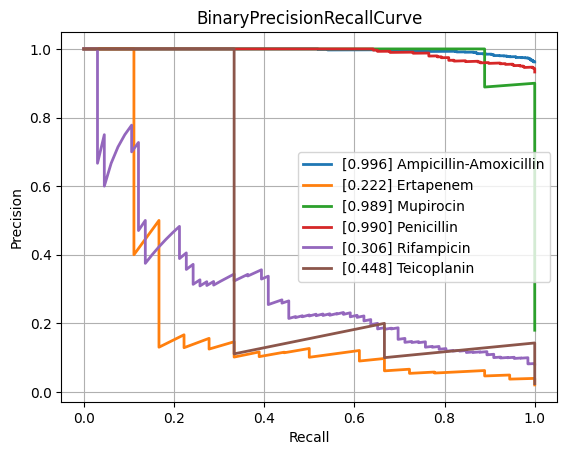 BinaryPrecisionRecallCurve
Precision
1.0
0.8
0.6
0.4
0.2
0.0
[0.996] Ampicillin-Amoxicillin
[0.222] Ertapenem
[0.989] Mupirocin
[0.990] Penicillin
[0.306] Rifampicin
[0.448] Teicoplanin
0.0 0.2 0.4 0.6 0.8 1.0
Recall